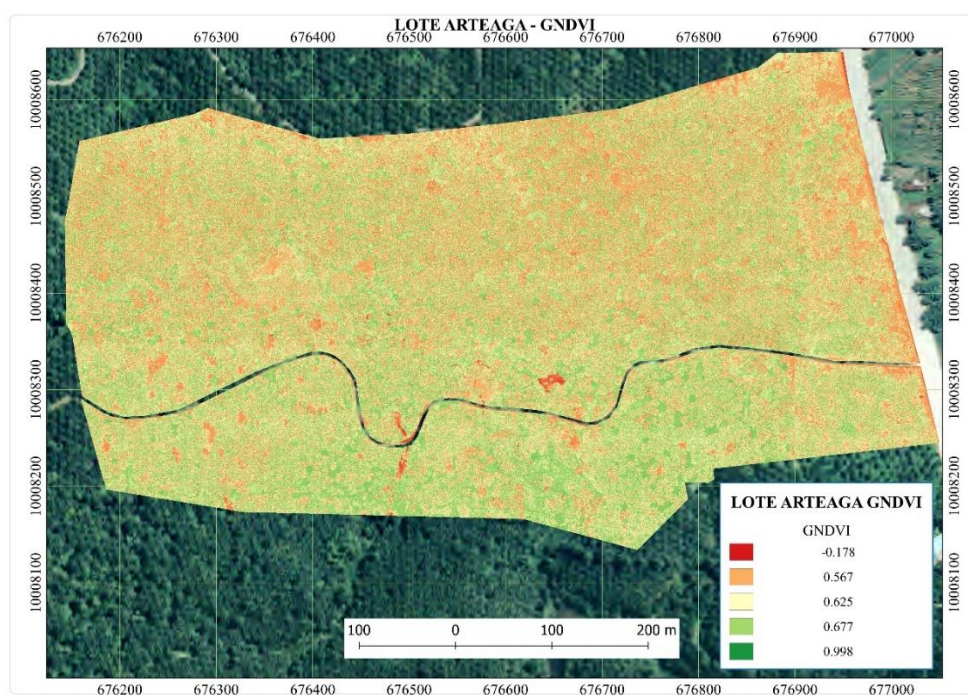 LOTE ARTEAGA - GNDVI
676200 676300 676400 676500 676600 676700 676800 676900 677000
10008600 10008600
10008500 10008500
10008400 10008400
10008300 10008300
10008200 10008200
10008100 10008100
LOTE ARTEAGA GNDVI
GNDVI
-0.178
0.567
0.625
0.677
0.998
100 0 100 200 m
676200 676300 676400 676500 676600 676700 676800 676900 677000